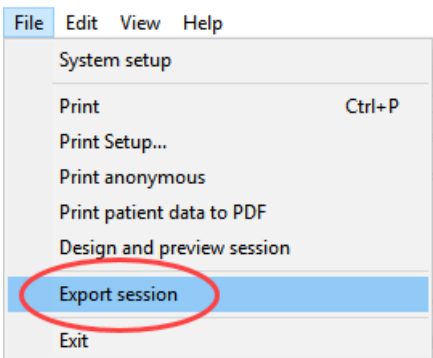 File Edit View Help
System setup
Print Ctrl+P
Print Setup...
Print anonymous
Print patient data to PDF
Design and preview session
Export session
Exit